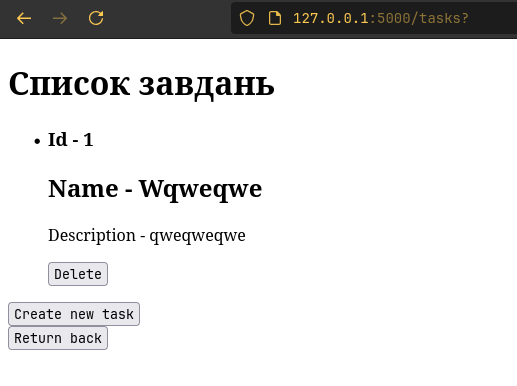 127.0.0.1:5000/tasks?
Список завдань
Id - 1
Name - Wqweqwe
Description - qweqweqwe
Delete
Create new task
Return back